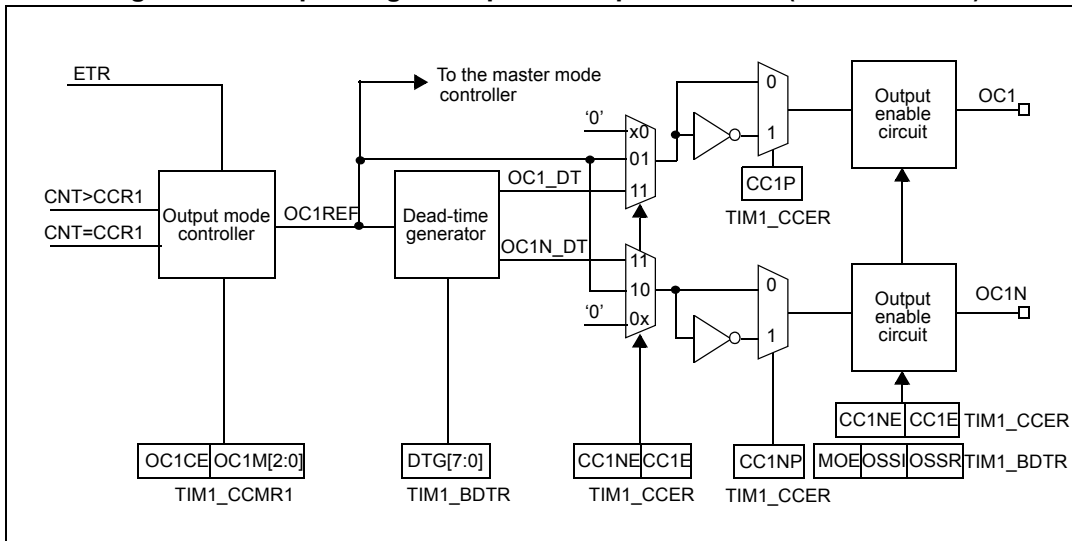 ETR
To the master mode
controller
'0'
x0
01
11
0
1
CC1P
TIM1_CCER
Output
enable
circuit
OC1
CNT>CCR1
CNT=CCR1
Output mode
controller
OC1REF
Dead-time
generator
OC1_DT
OC1N_DT
11
10
0x
'0'
0
1
Output
enable
circuit
OC1N
OC1CE OC1M[2:0]
TIM1_CCMR1
DTG[7:0]
TIM1_BDTR
CC1NE CC1E
TIM1_CCER
CC1NP
TIM1_CCER
CC1NE CC1E TIM1_CCER
MOE OSSI OSSR TIM1_BDTR